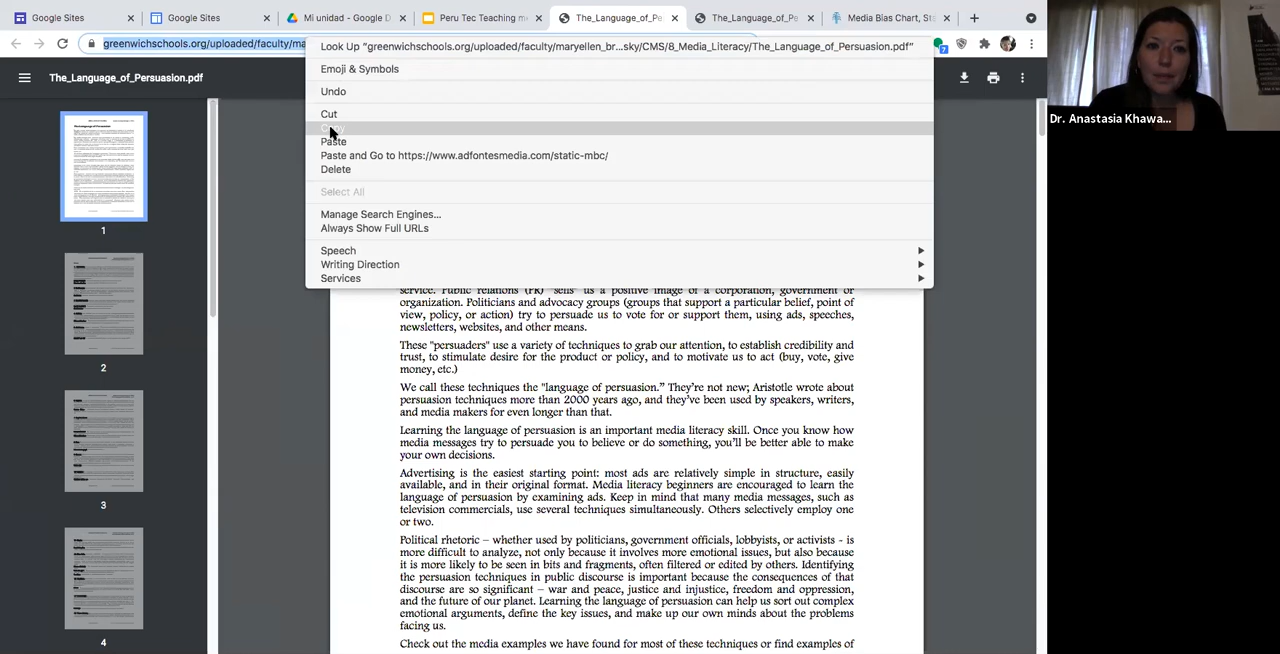 Google Sites
Google Sites
Mi unidad - Google D
Peru Tec Teaching m
The_Language_of_Pe
The_Language_of_Pe
Media Bias Chart, Sta
greenwichschools.org/uploaded/faculty/ma
7
The_Language_of_Persuasion.pdf
Look Up "greenwichschools.org/uploaded/faculty/maryellen_br...sky/CMS/8_Media_Literacy/The_Language_of_Persuasion.pdf"
Emoji & Symbols
Undo
Cut
Copy
Paste
Paste and Go to https://www.adfontesmedia.com/static-mbc/
Delete
Select All
Manage Search Engines...
Always Show Full URLs
Speech
Writing Direction
Services
1
2
3
4
service. Public relations (PR) "sells" us a positive image of a corporation, government or
organization. Politicians and advocacy groups (groups that support a particular belief, point of
view, policy, or action) try to persuade us to vote for or support them, using ads, speeches,
newsletters, websites, and other means.
These "persuaders" use a variety of techniques to grab our attention, to establish credibility and
trust, to stimulate desire for the product or policy, and to motivate us to act (buy, vote, give
money, etc.)
We call these techniques the "language of persuasion." They're not new; Aristotle wrote about
persuasion techniques more than 2000 years ago, and they've been used by speakers, writers,
and media makers for even longer than that.
Learning the language of persuasion is an important media literacy skill. Once you know how
media messages try to persuade you to believe or do something, you'll be better able to make
your own decisions.
Advertising is the easiest starting point: most ads are relatively simple in structure, easily
available, and in their original format. Media literacy beginners are encouraged to learn the
language of persuasion by examining ads. Keep in mind that many media messages, such as
television commercials, use several techniques simultaneously. Others selectively employ one
or two.
Political rhetoric – whether used by politicians, government officials, lobbyists, or activists - is
more difficult to analyze, not only because it involves more emotional issues, but also because
it is more likely to be seen in bits and fragments, often filtered or edited by others. Identifying
the persuasion techniques in public discourse is important because the consequences of that
discourse are so significant – war and peace, justice and injustice, freedom and oppression,
and the future of our planet. Learning the language of persuasion can help us sort out complex
emotional arguments, define the key issues, and make up our own minds about the problems
facing us.
Check out the media examples we have found for most of these techniques or find examples of
Dr. Anastasia Khawa...